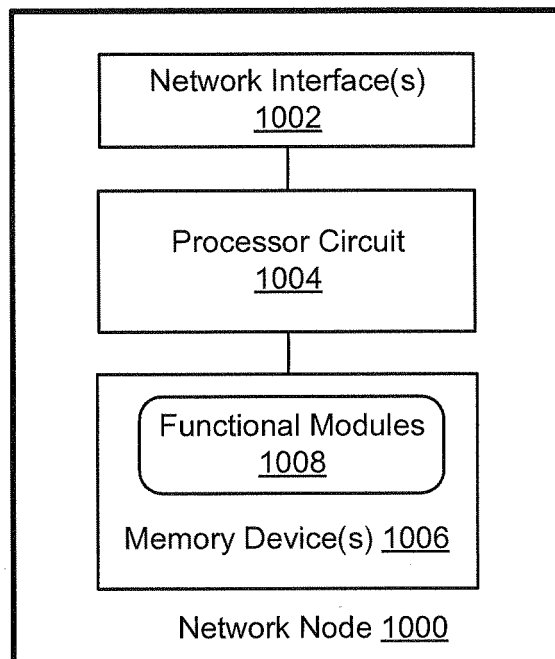 Network Interface(s)
1002
Processor Circuit
1004
Functional Modules
1008
Memory Device(s) 1006
Network Node 1000